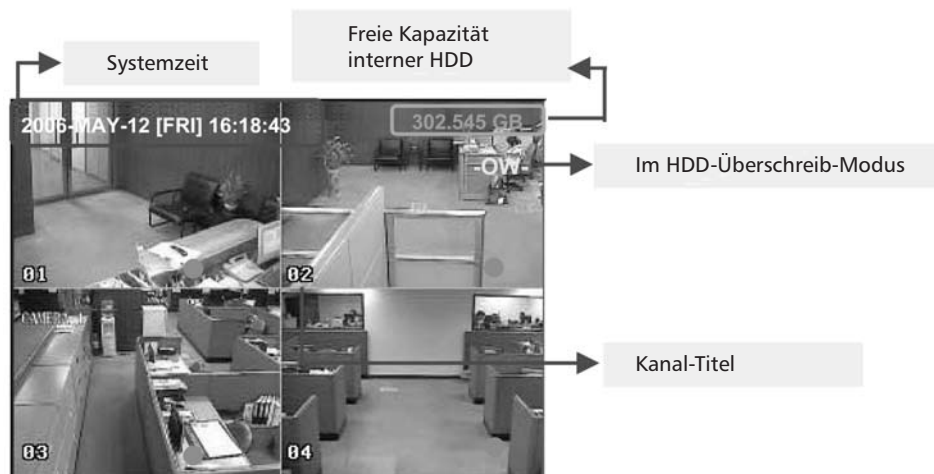 Freie Kapazität
interner HDD
Systemzeit
2006-MAY-12 [FRI] 16:18:43
302.545 GB
-OW-
Im HDD-Überschreib-Modus
01
02
Kanal-Titel
03
04